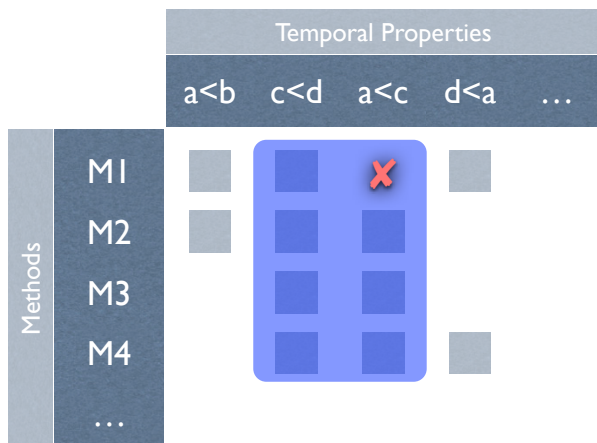 Temporal Properties
a<b c<d a<c d<a ...
Methods
M1
M2
M3
M4
...